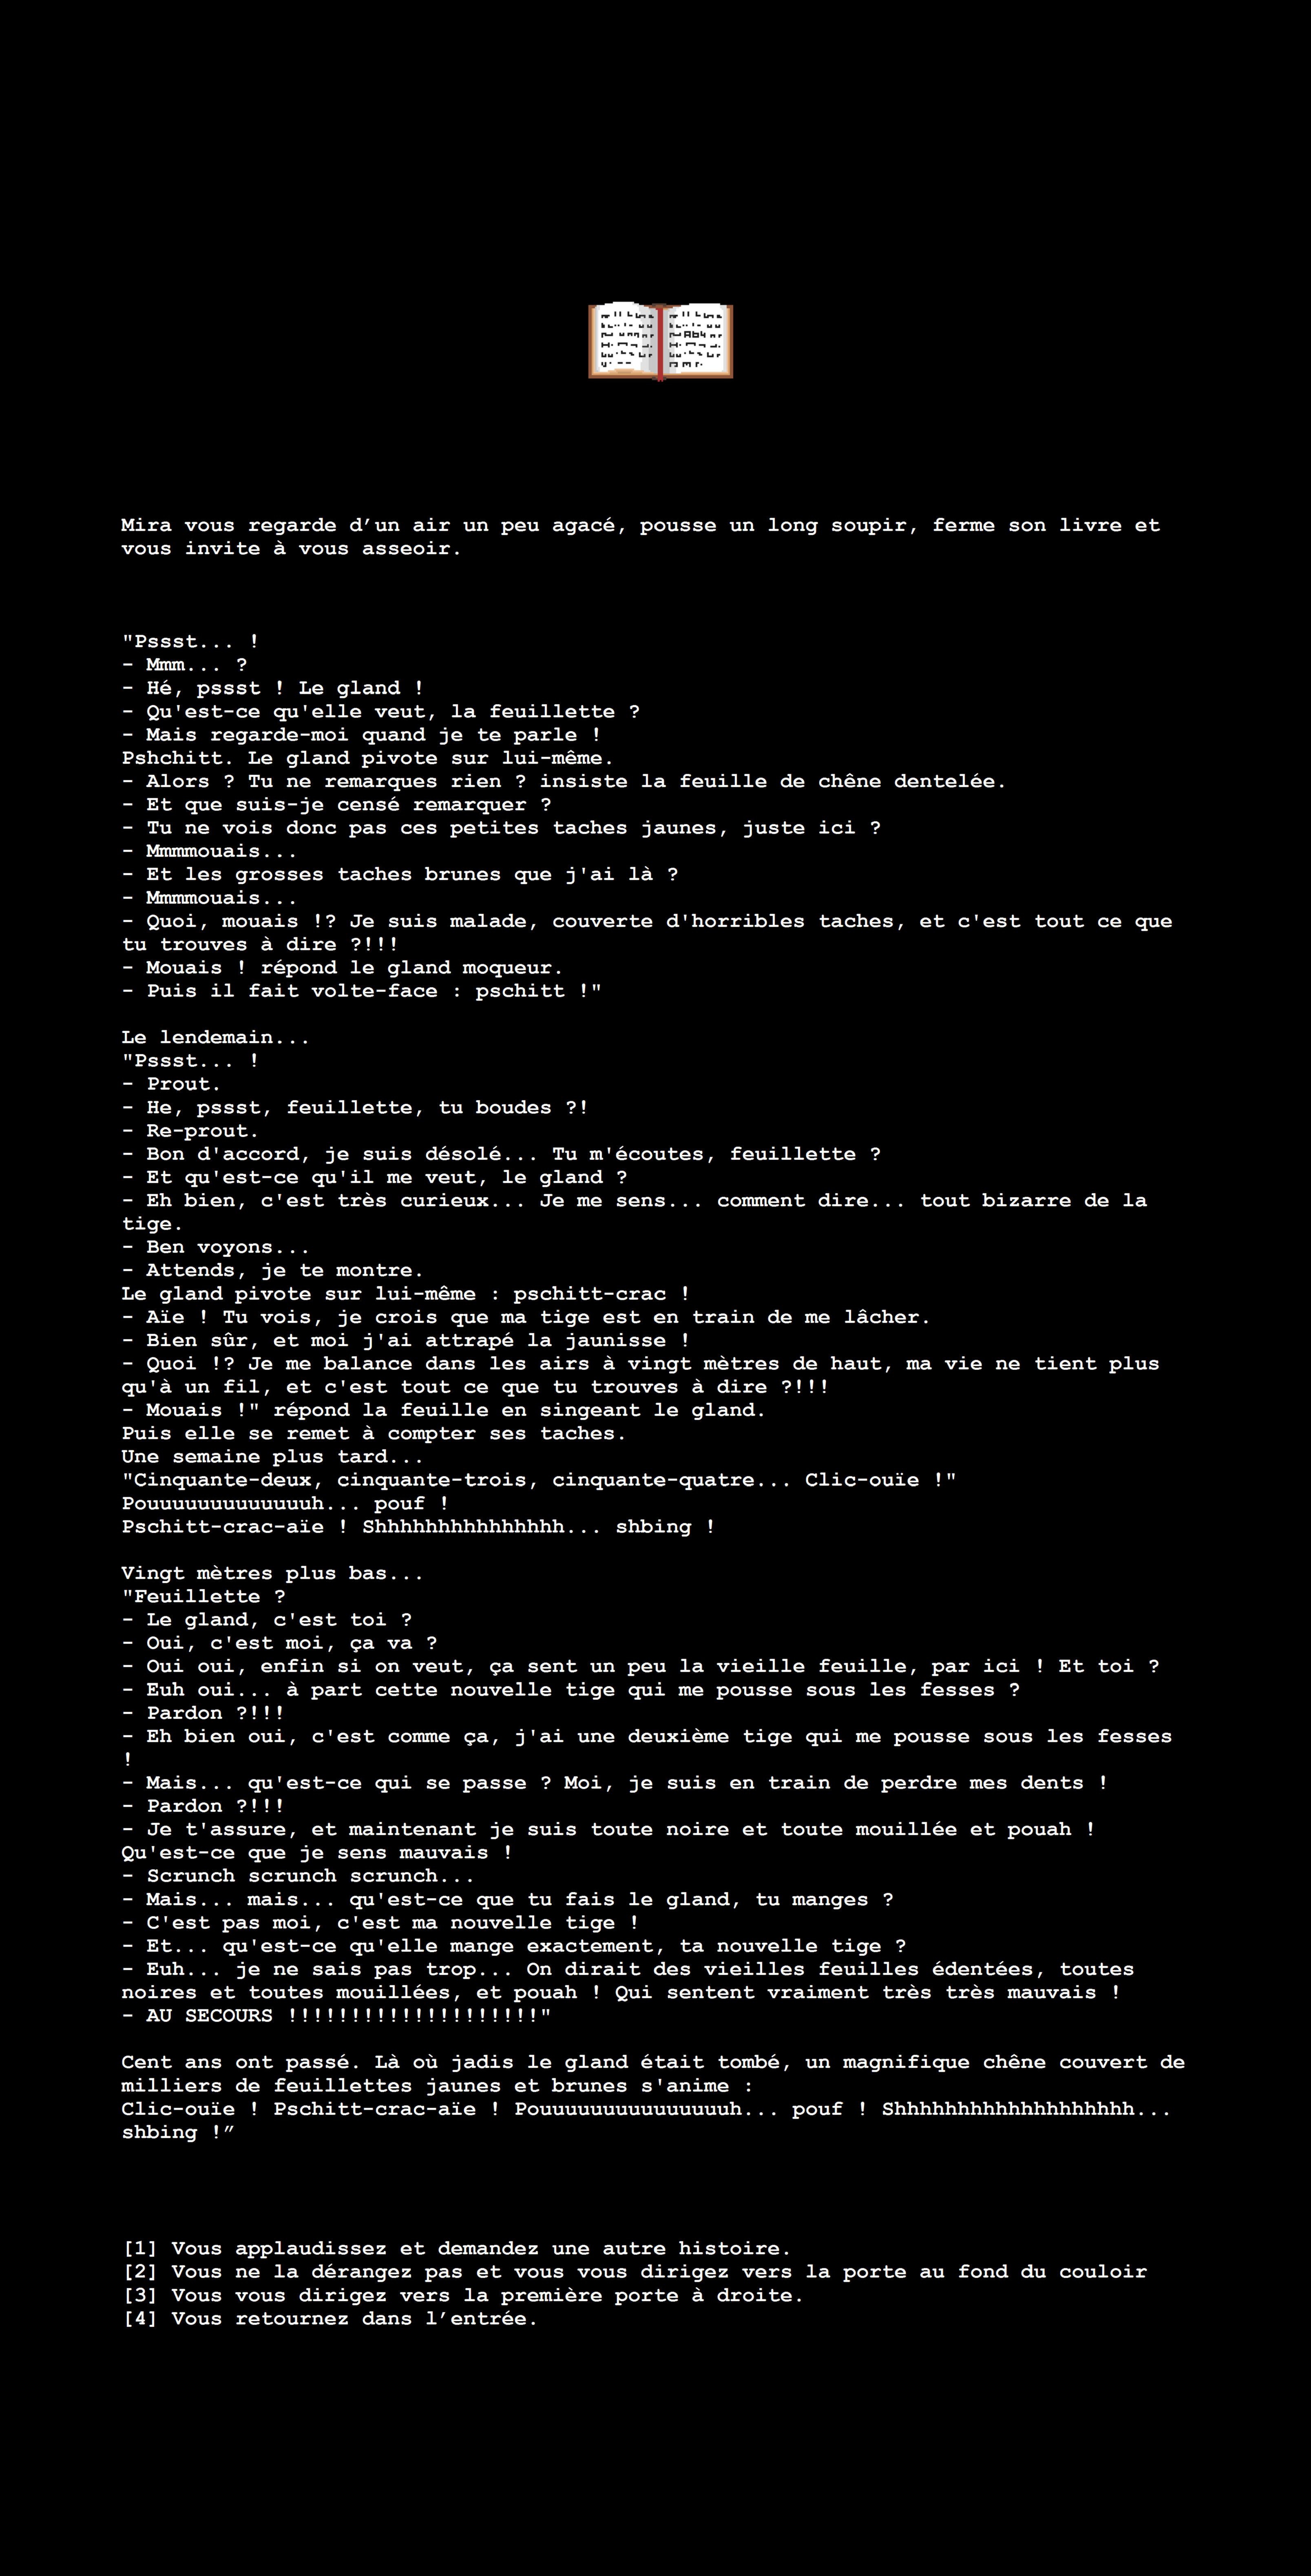 Mira vous regarde d’un air un peu agacé, pousse un long soupir, ferme son livre et
vous invite à vous asseoir.
"Pssst... !
- Mmm... ?
- Hé, pssst ! Le gland !
- Qu'est-ce qu'elle veut, la feuillette ?
- Mais regarde-moi quand je te parle !
Pshchitt. Le gland pivote sur lui-même.
- Alors ? Tu ne remarques rien ? insiste la feuille de chêne dentelée.
- Et que suis-je censé remarquer ?
- Tu ne vois donc pas ces petites taches jaunes, juste ici ?
- Mmmmouais...
- Et les grosses taches brunes que j'ai là ?
- Mmmmouais...
- Quoi, mouais !? Je suis malade, couverte d'horribles taches, et c'est tout ce que
tu trouves à dire ?!!!
- Mouais ! répond le gland moqueur.
- Puis il fait volte-face : pschitt !"
Le lendemain...
"Pssst... !
- Prout.
- He, pssst, feuillette, tu boudes ?!
- Re-prout.
- Bon d'accord, je suis désolé... Tu m'écoutes, feuillette ?
- Et qu'est-ce qu'il me veut, le gland ?
- Eh bien, c'est très curieux... Je me sens... comment dire... tout bizarre de la
tige.
- Ben voyons...
- Attends, je te montre.
Le gland pivote sur lui-même : pschitt-crac !
- Aïe ! Tu vois, je crois que ma tige est en train de me lâcher.
- Bien sûr, et moi j'ai attrapé la jaunisse !
- Quoi !? Je me balance dans les airs à vingt mètres de haut, ma vie ne tient plus
qu'à un fil, et c'est tout ce que tu trouves à dire ?!!!
- Mouais !" répond la feuille en singeant le gland.
Puis elle se remet à compter ses taches.
Une semaine plus tard...
"Cinquante-deux, cinquante-trois, cinquante-quatre... Clic-ouïe !"
Pouuuuuuuuuuuuuh... pouf !
Pschitt-crac-aïe ! Shhhhhhhhhhhhhhh... shbing !
Vingt mètres plus bas...
"Feuillette ?
- Le gland, c'est toi ?
- Oui, c'est moi, ça va ?
- Oui oui, enfin si on veut, ça sent un peu la vieille feuille, par ici ! Et toi ?
- Euh oui... à part cette nouvelle tige qui me pousse sous les fesses ?
- Pardon ?!!!
- Eh bien oui, c'est comme ça, j'ai une deuxième tige qui me pousse sous les fesses
!
- Mais... qu'est-ce qui se passe ? Moi, je suis en train de perdre mes dents !
- Pardon ?!!!
- Je t'assure, et maintenant je suis toute noire et toute mouillée et pouah !
Qu'est-ce que je sens mauvais !
- Scrunch scrunch scrunch...
- Mais... mais... qu'est-ce que tu fais le gland, tu manges ?
- C'est pas moi, c'est ma nouvelle tige !
- Et... qu'est-ce qu'elle mange exactement, ta nouvelle tige ?
- Euh... je ne sais pas trop... On dirait des vieilles feuilles édentées, toutes
noires et toutes mouillées, et pouah ! Qui sentent vraiment très très mauvais !
- AU SECOURS !!!!!!!!!!!!!!!!!!!!"
Cent ans ont passé. Là où jadis le gland était tombé, un magnifique chêne couvert de
milliers de feuillettes jaunes et brunes s'anime :
Clic-ouïe ! Pschitt-crac-aïe ! Pouuuuuuuuuuuuuuuh... pouf ! Shhhhhhhhhhhhhhhhhhh...
shbing !”
[1] Vous applaudissez et demandez une autre histoire.
[2] Vous ne la dérangez pas et vous vous dirigez vers la porte au fond du couloir
[3] Vous vous dirigez vers la première porte à droite.
[4] Vous retournez dans l’entrée.